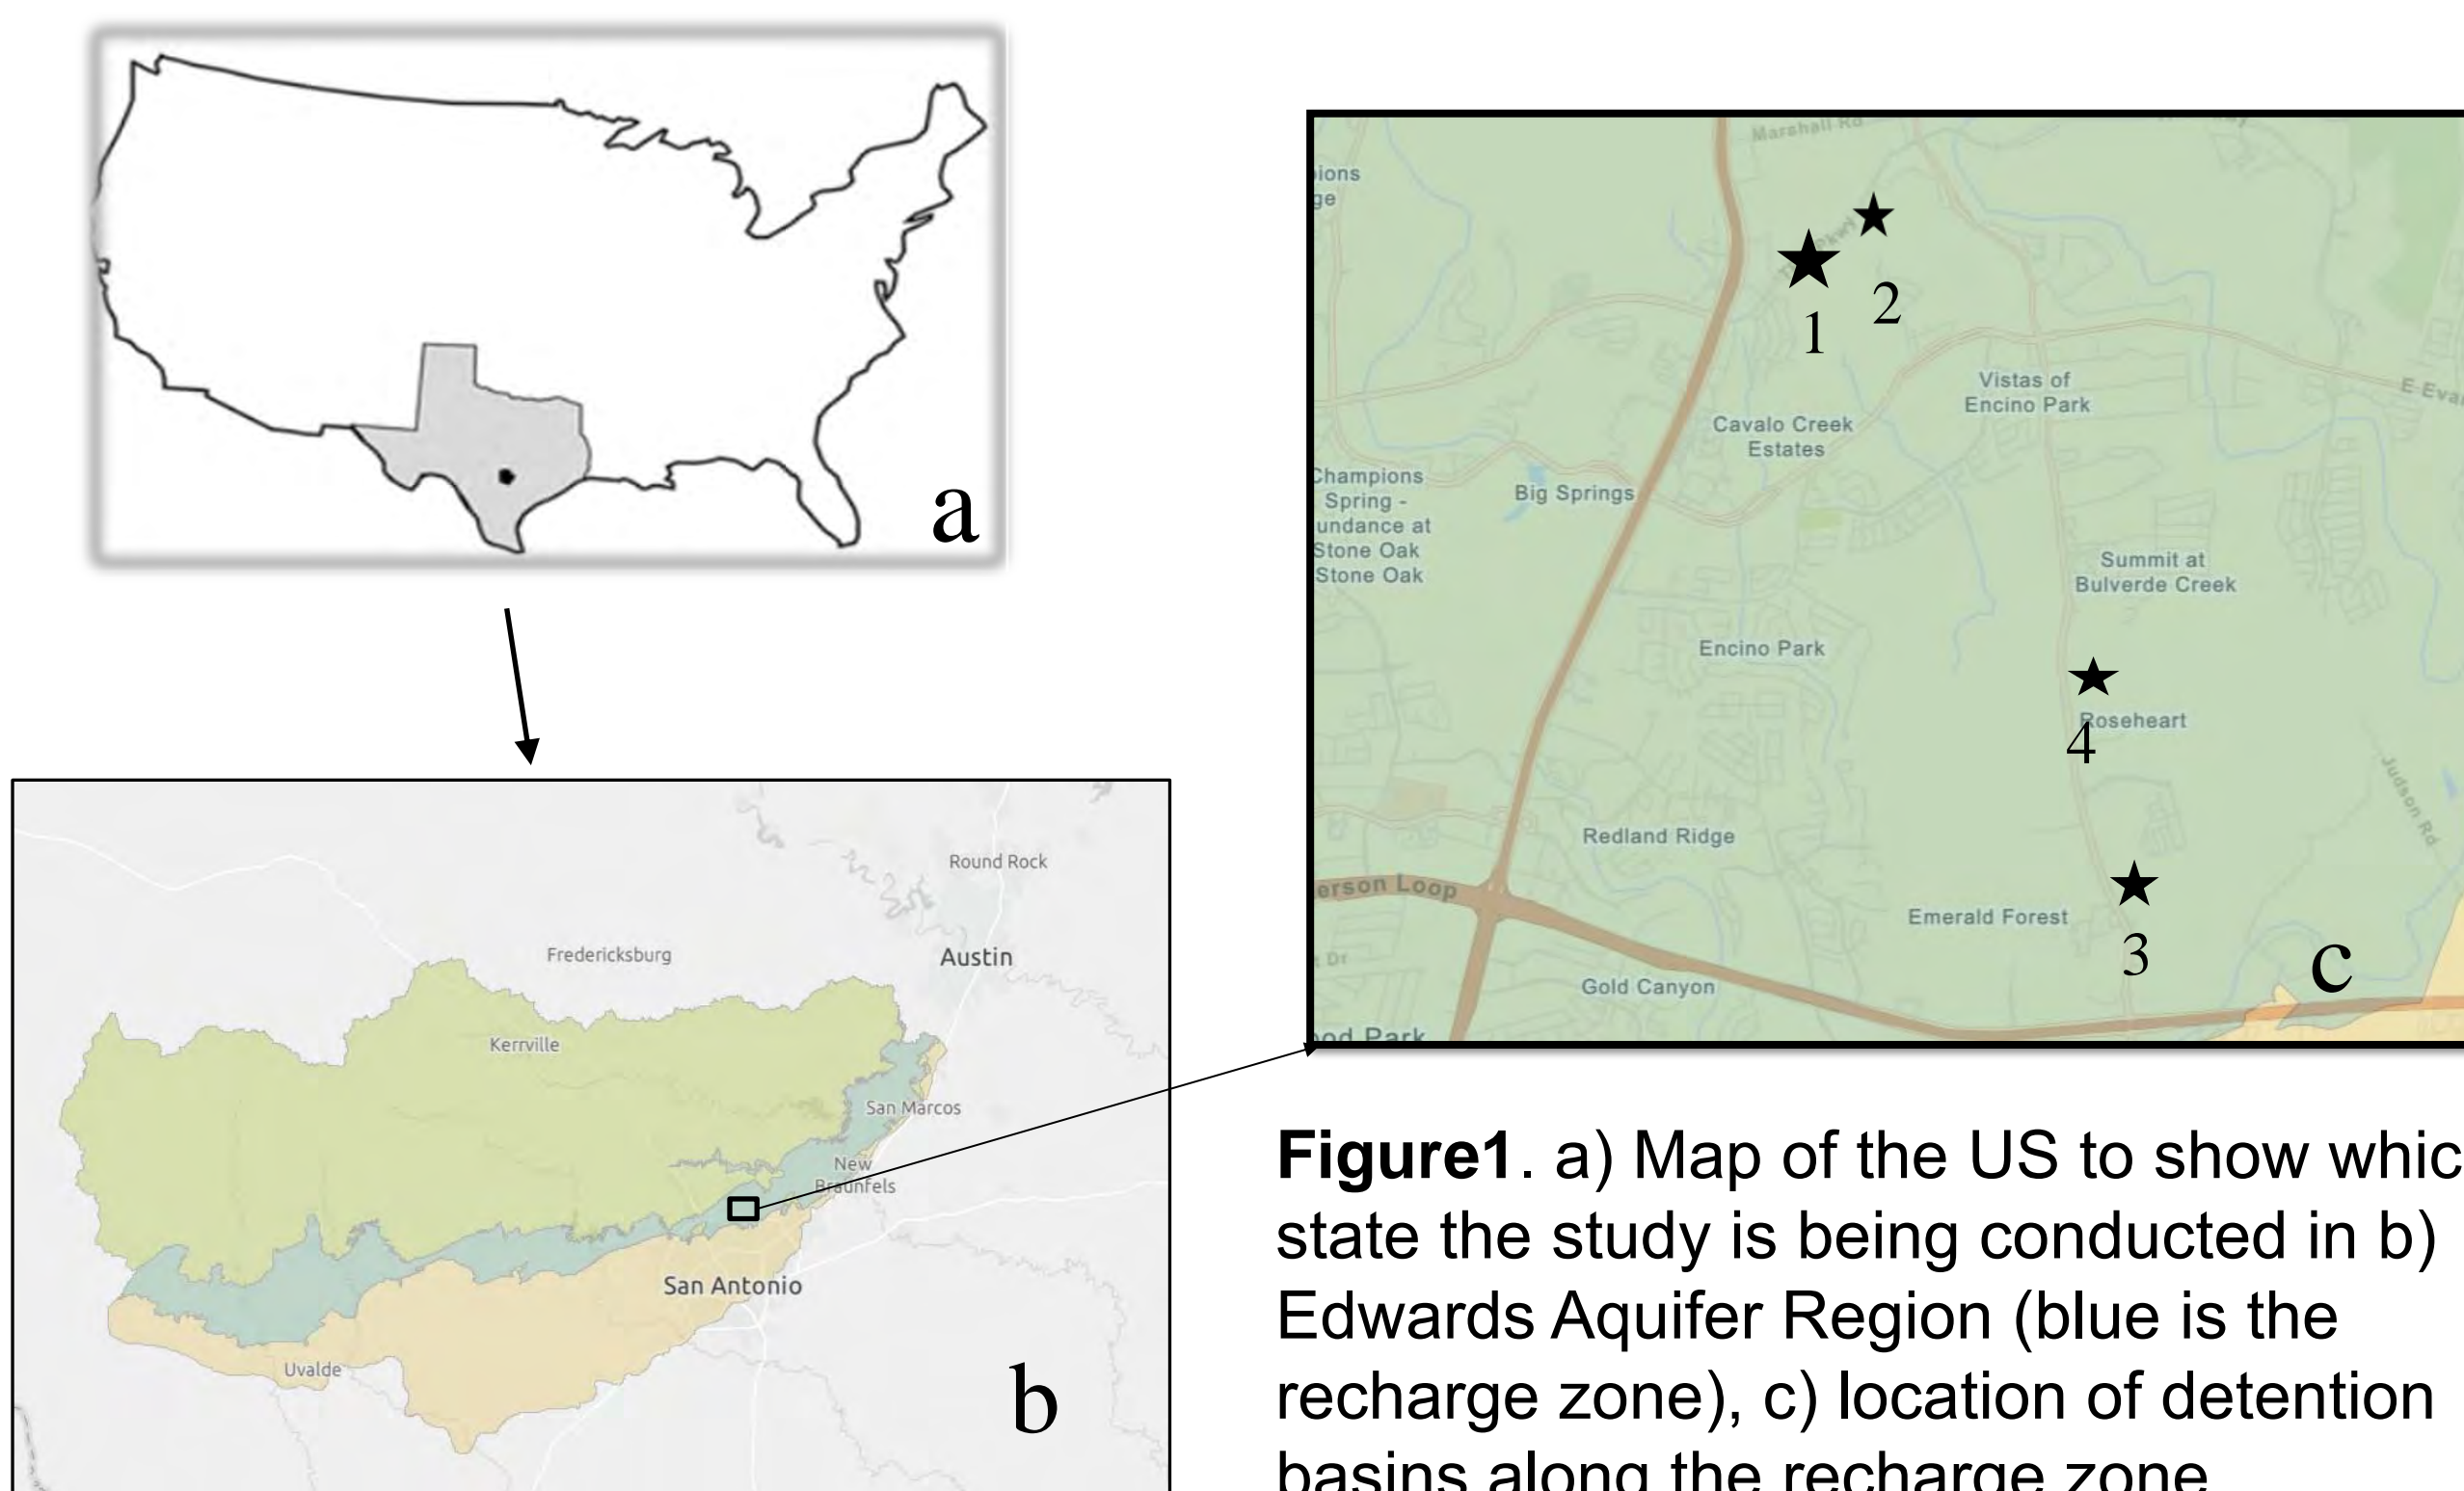 a
Marshall Rd
ions
ge
Pkwy
2
1
Vistas of
Encino Park
E Eva
Cavalo Creek
Estates
Champions
Spring -
undance at
Stone Oak
Stone Oak
Big Springs
Summit at
Bulverde Creek
Encino Park
Roseheart
4
Judson Rd
Redland Ridge
erson Loop
Emerald Forest
3
c
t Dr
Gold Canyon
od Park
Round Rock
Fredericksburg
Austin
Kerrville
San Marcos
New
Braunfels
San Antonio
Uvalde
b
Figure1. a) Map of the US to show whic
state the study is being conducted in b)
Edwards Aquifer Region (blue is the
recharge zone), c) location of detention
basins along the recharge zone